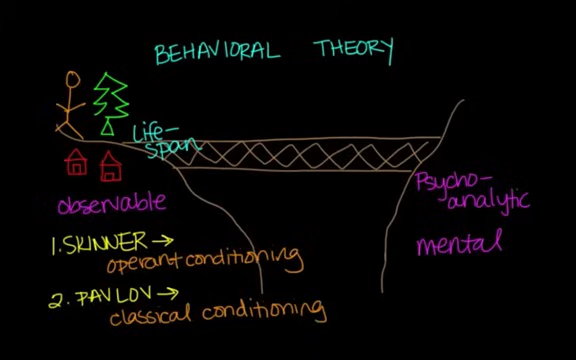 BEHAVIORAL THEORY
Life-
span
Psycho-
analytic
observable
mental
1. SKINNER →
operant conditioning
2. PAVLOV →
classical conditioning